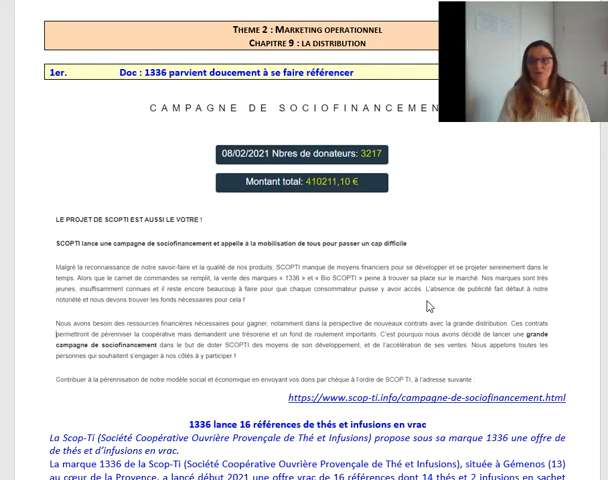 THEME 2 : MARKETING OPERATIONNEL
CHAPITRE 9 : LA DISTRIBUTION
1er. Doc : 1336 parvient doucement à se faire référencer
CAMPAGNE DE SOCIOFINANCEMEN
08/02/2021 Nbres de donateurs: 3217
Montant total: 410211,10 €
LE PROJET DE SCOPTI EST AUSSI LE VOTRE !
SCOPTI lance une campagne de sociofinancement et appelle à la mobilisation de tous pour passer un cap difficile
Malgré la reconnaissance de notre savoir-faire et la qualité de nos produits, SCOPTI manque de moyens financiers pour se développer et se projeter sereinement dans le
temps. Alors que le carnet de commandes se remplit, la vente des marques « 1336 » et « Bio SCOPTI » peine à trouver sa place sur le marché. Nos marques sont très
jeunes, insuffisamment connues et il reste encore beaucoup à faire pour que chaque consommateur puisse y avoir accès. L'absence de publicité fait défaut à notre
notoriété et nous devons trouver les fonds nécessaires pour cela !
Nous avons besoin des ressources financières nécessaires pour gagner, notamment dans la perspective de nouveaux contrats avec la grande distribution. Ces contrats
permettront de pérenniser la coopérative mais demandent une trésorerie et un fond de roulement importants. C'est pourquoi nous avons décidé de lancer une grande
campagne de sociofinancement dans le but de doter SCOPTI des moyens de son développement, et de l'accélération de ses ventes. Nous appelons toutes les
personnes qui souhaitent s'engager à nos côtés à y participer !
Contribuer à la pérennisation de notre modèle social et économique en envoyant vos dons par chèque à l'ordre de SCOP TI, à l'adresse suivante
https://www.scop-ti.info/campagne-de-sociofinancement.html
1336 lance 16 références de thés et infusions en vrac
La Scop-Ti (Société Coopérative Ouvrière Provençale de Thé et Infusions) propose sous sa marque 1336 une offre de
de thés et d'infusions en vrac.
La marque 1336 de la Scop-Ti (Société Coopérative Ouvrière Provençale de Thé et Infusions), située à Gémenos (13)
au cœur de la Provence, a lancé début 2021 une offre vrac de 16 références dont 14 thés et 2 infusions en sachet